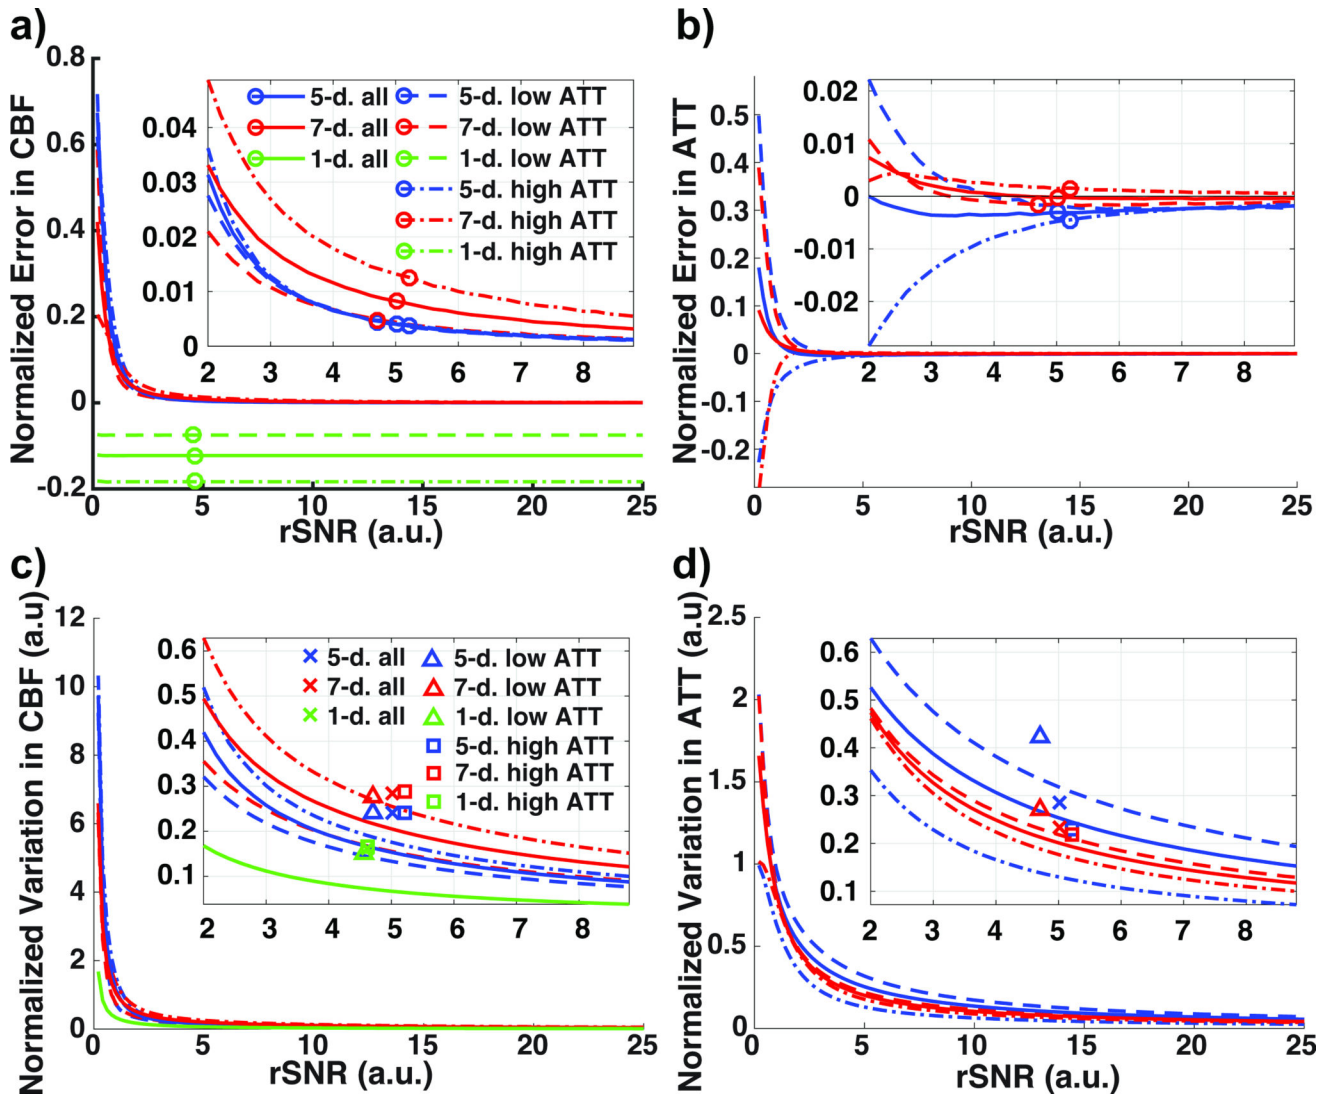 a)
Normalized Error in CBF
0.8
0.6
0.4
0.2
0
-0.2
0 5 10 15 20 25
rSNR (a.u.)
0.04
0.03
0.02
0.01
0
2 3 4 5 6 7 8
5-d. all
7-d. all
1-d. all
5-d. low ATT
7-d. low ATT
1-d. low ATT
5-d. high ATT
7-d. high ATT
1-d. high ATT
b)
Normalized Error in ATT
0.5
0.4
0.3
0.2
0.1
0
-0.1
-0.2
0 5 10 15 20 25
rSNR (a.u.)
0.02
0.01
0
-0.01
-0.02
2 3 4 5 6 7 8
c)
Normalized Variation in CBF (a.u)
12
10
8
6
4
2
0
0 5 10 15 20 25
rSNR (a.u.)
0.6
0.5
0.4
0.3
0.2
0.1
2 3 4 5 6 7 8
5-d. all
7-d. all
1-d. all
5-d. low ATT
7-d. low ATT
1-d. low ATT
5-d. high ATT
7-d. high ATT
1-d. high ATT
d)
Normalized Variation in ATT (a.u)
2.5
2
1.5
1
0.5
0
0 5 10 15 20 25
rSNR (a.u.)
0.6
0.5
0.4
0.3
0.2
0.1
2 3 4 5 6 7 8